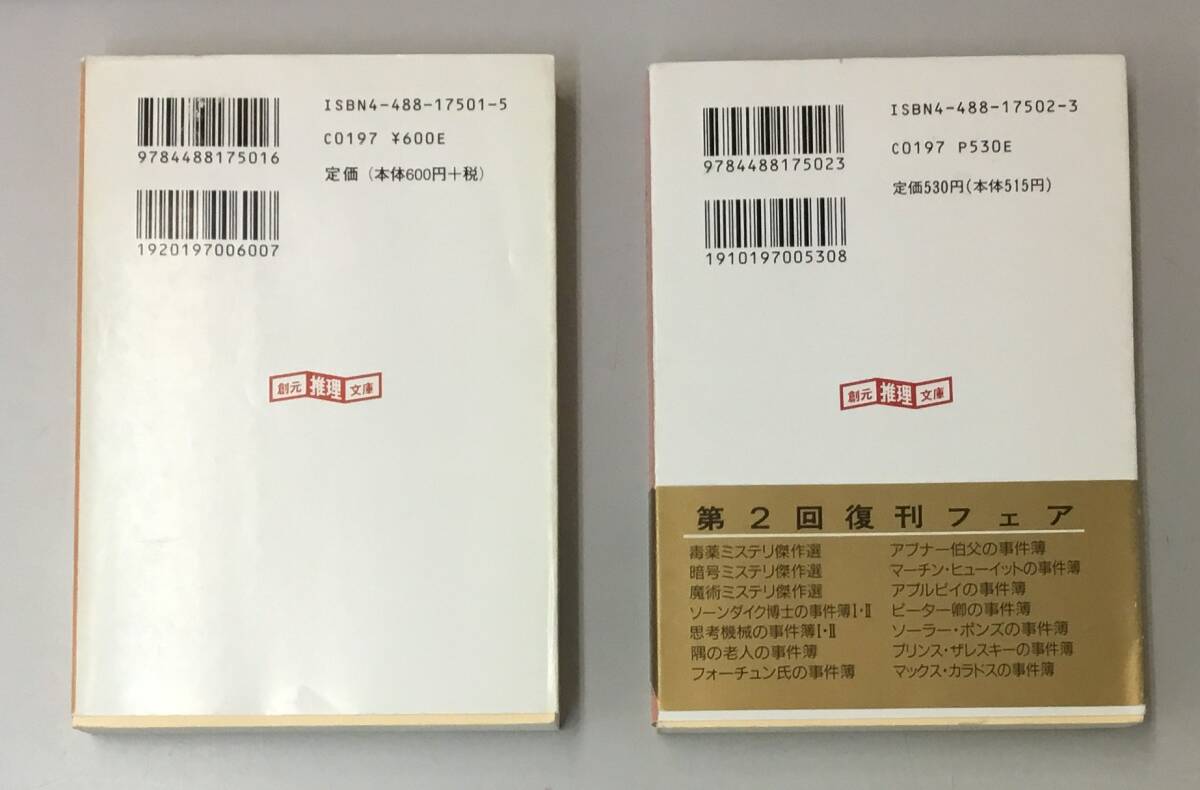 ISBN4-488-17501-5
C0197 ¥600E
9784488175016
定価（本体600円＋税）
1920197006007
創元推理文庫
ISBN4-488-17502-3
C0197 P530E
9784488175023
定価530円（本体515円）
1910197005308
創元推理文庫
第2回復刊フェア
毒薬ミステリ傑作選
暗号ミステリ傑作選
魔術ミステリ傑作選
ソーンダイク博士の事件簿Ⅰ・Ⅱ
思考機械の事件簿Ⅰ・Ⅱ
隅の老人の事件簿
フォーチュン氏の事件簿
アブナー伯父の事件簿
マーチン・ヒューイットの事件簿
アプルビイの事件簿
ピーター卿の事件簿
ソーラー・ポンズの事件簿
プリンス・ザレスキーの事件簿
マックス・カラドスの事件簿